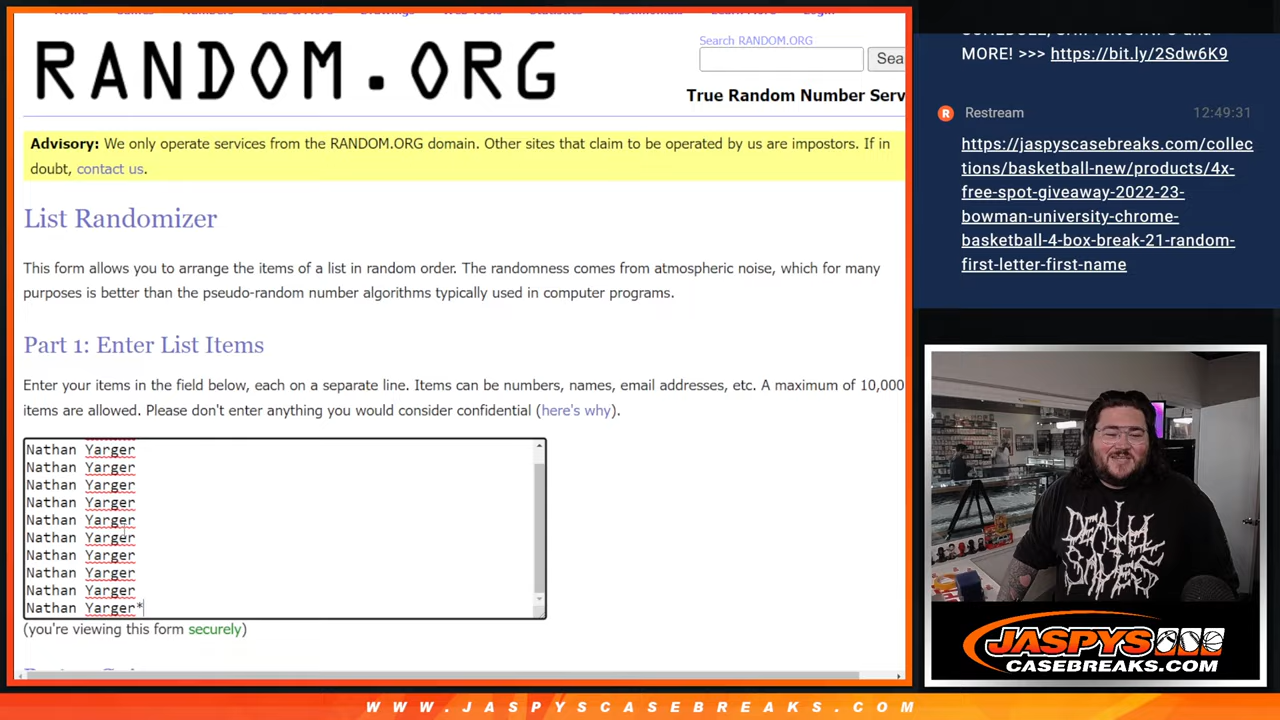 RANDOM.ORG
Search RANDOM.ORG
Sea
True Random Number Serv
Advisory: We only operate services from the RANDOM.ORG domain. Other sites that claim to be operated by us are impostors. If in
doubt, contact us.
List Randomizer
This form allows you to arrange the items of a list in random order. The randomness comes from atmospheric noise, which for many
purposes is better than the pseudo-random number algorithms typically used in computer programs.
Part 1: Enter List Items
Enter your items in the field below, each on a separate line. Items can be numbers, names, email addresses, etc. A maximum of 10,000
items are allowed. Please don't enter anything you would consider confidential (here's why).
Nathan Yarger
Nathan Yarger
Nathan Yarger
Nathan Yarger
Nathan Yarger
Nathan Yarger
Nathan Yarger
Nathan Yarger
Nathan Yarger
Nathan Yarger*
(you're viewing this form securely)
MORE! >>> https://bit.ly/2Sdw6K9
R
Restream
12:49:31
https://jaspyscasebreaks.com/collec
tions/basketball-new/products/4x-
free-spot-giveaway-2022-23-
bowman-university-chrome-
basketball-4-box-break-21-random-
first-letter-first-name
DEATH
SAVES
JASPYS
CASEBREAKS.COM
WWW.JASPYSCASEBREAKS.COM